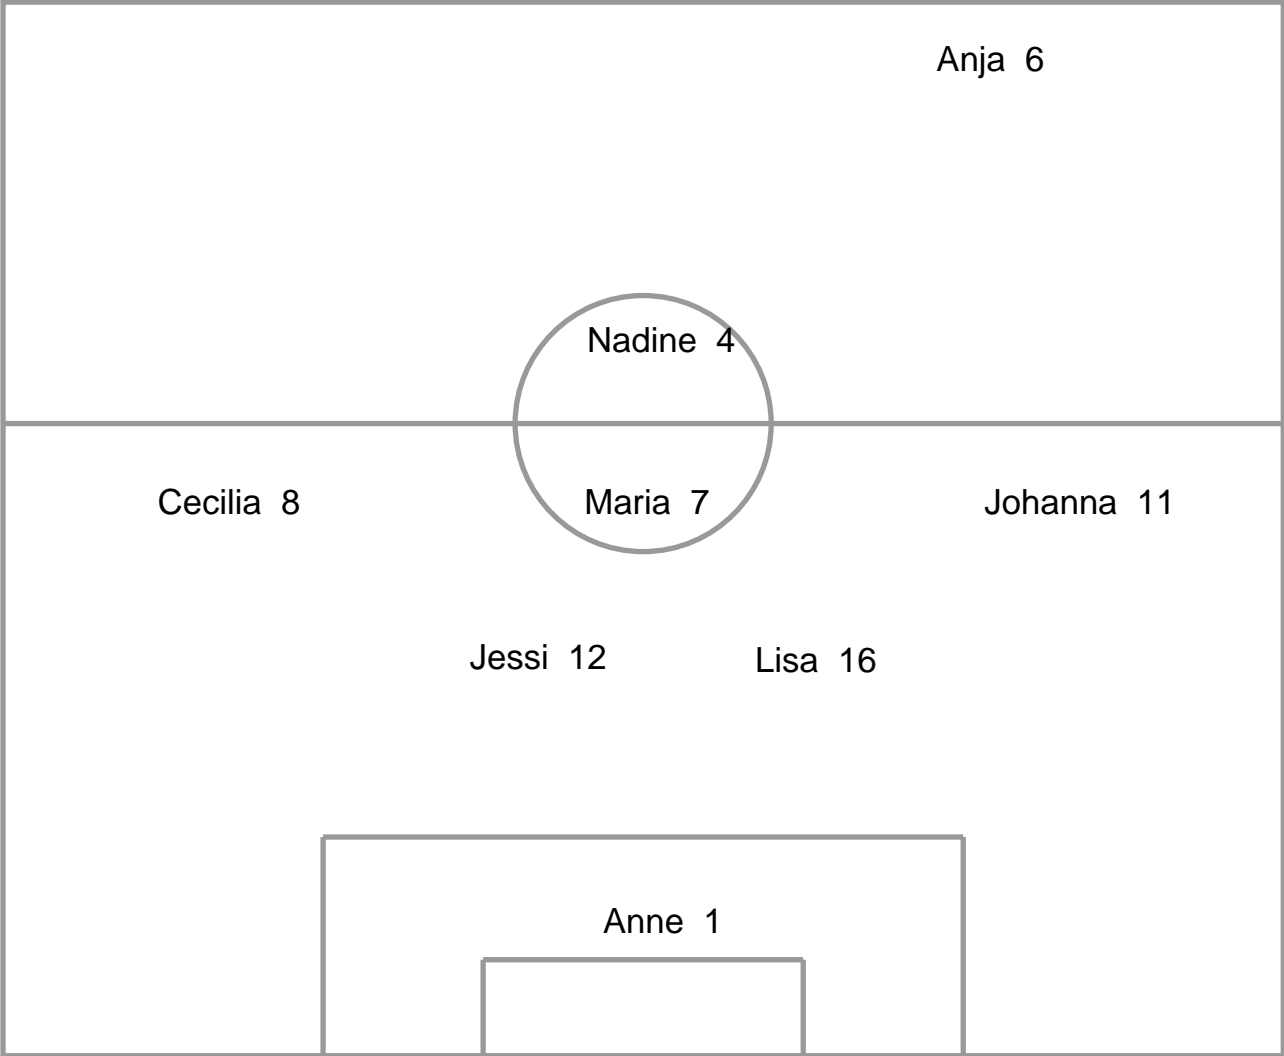 Anja 6
Nadine 4
Cecilia 8
Maria 7
Johanna 11
Jessi 12
Lisa 16
Anne 1